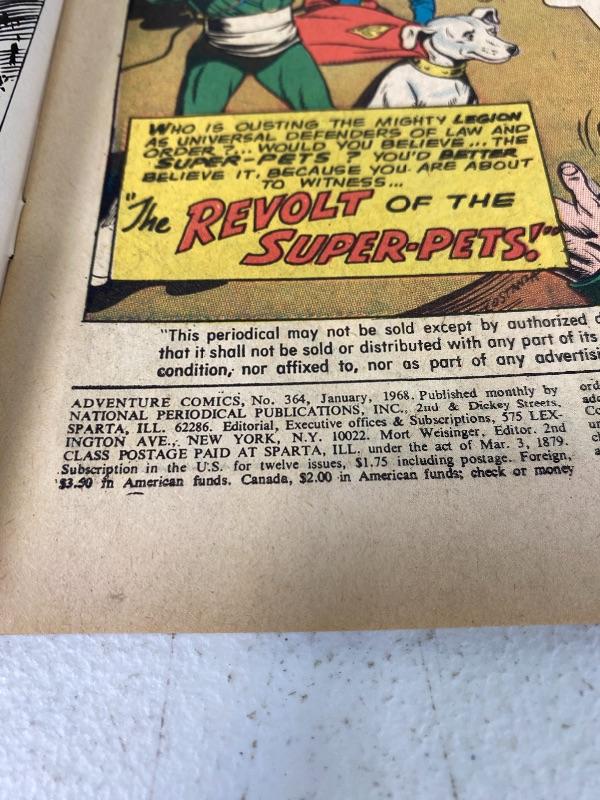 WHO IS OUSTING THE MIGHTY LEGION
AS UNIVERSAL DEFENDERS OF LAW AND
ORDER ?... WOULD YOU BELIEVE... THE
SUPER-PETS ? YOU'D BETTER
BELIEVE IT, BECAUSE YOU ARE ABOUT
TO WITNESS...
"The REVOLT OF THE
SUPER-PETS!"
"This periodical may not be sold except by authorized
that it shall not be sold or distributed with any part of its
condition, nor affixed to, nor as part of any
ADVENTURE COMICS, No. 364, January, 1968. Published monthly by
NATIONAL PERIODICAL PUBLICATIONS, INC., 2nd & Dickey Streets,
SPARTA, ILL. 62286. Editorial, Executive offices & Subscriptions, 575 LEX-
INGTON AVE., NEW YORK, N.Y. 10022. Mort Weisinger, Editor. 2nd
CLASS POSTAGE PAID AT SPARTA, ILL. under the act of Mar. 3, 1879.
Subscription in the U.S. for twelve issues, $1.75 including postage. Foreign,
$3.50 in American funds. Canada, $2.00 in American funds; check or money